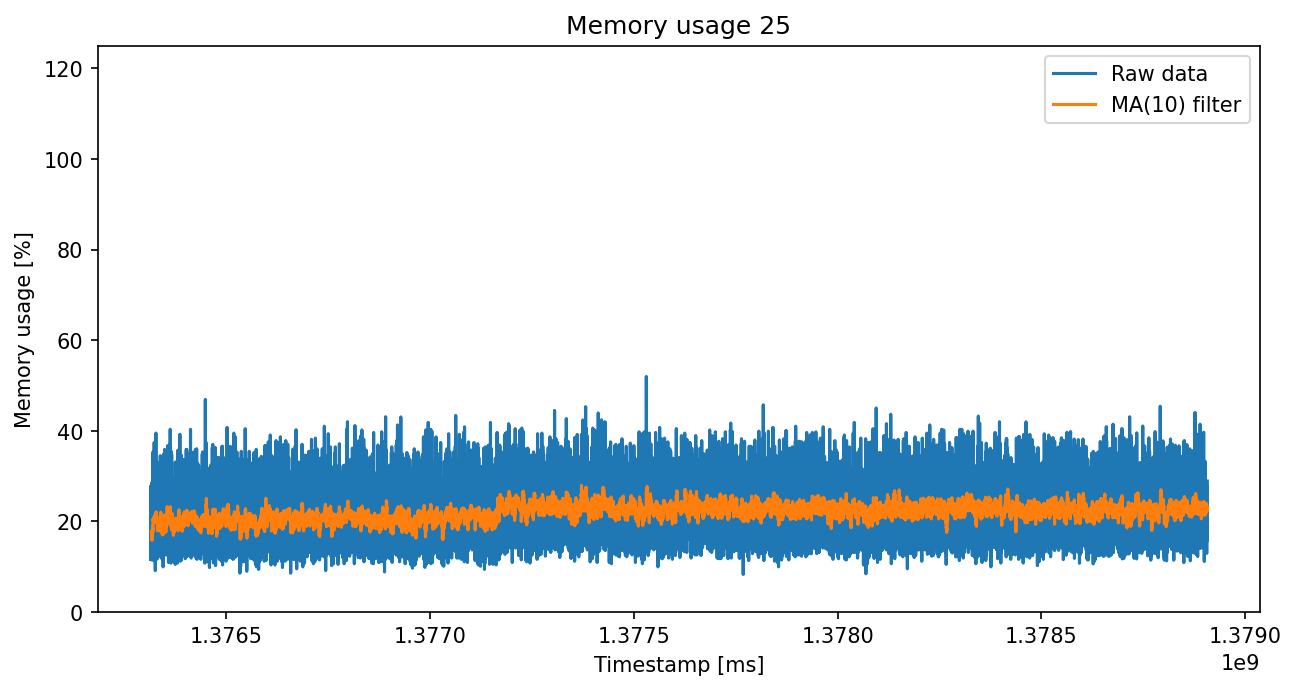 Memory usage 25
Raw data
MA(10) filter
Memory usage [%]
120
100
80
60
40
20
0
1.3765 1.3770 1.3775 1.3780 1.3785 1.3790
1e9
Timestamp [ms]